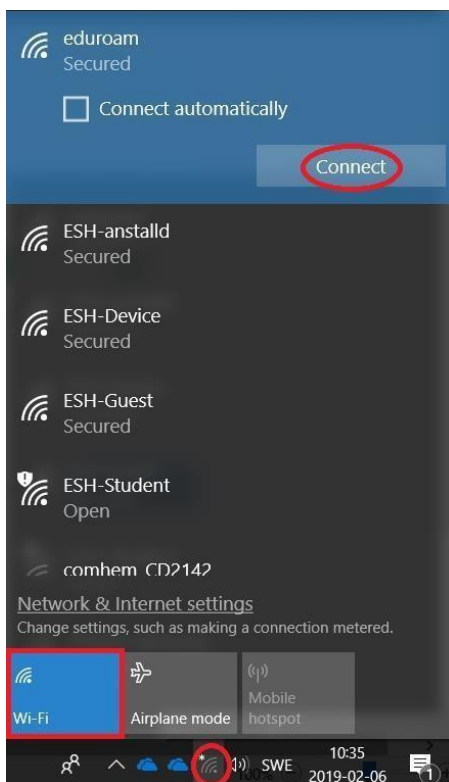 eduroam
Secured
Connect automatically
Connect
ESH-anstalld
Secured
ESH-Device
Secured
ESH-Guest
Secured
ESH-Student
Open
comhem_CD2142
Network & Internet settings
Change settings, such as making a connection metered.
Wi-Fi
Airplane mode
Mobile hotspot
100%
SWE
10:35
2019-02-06
1